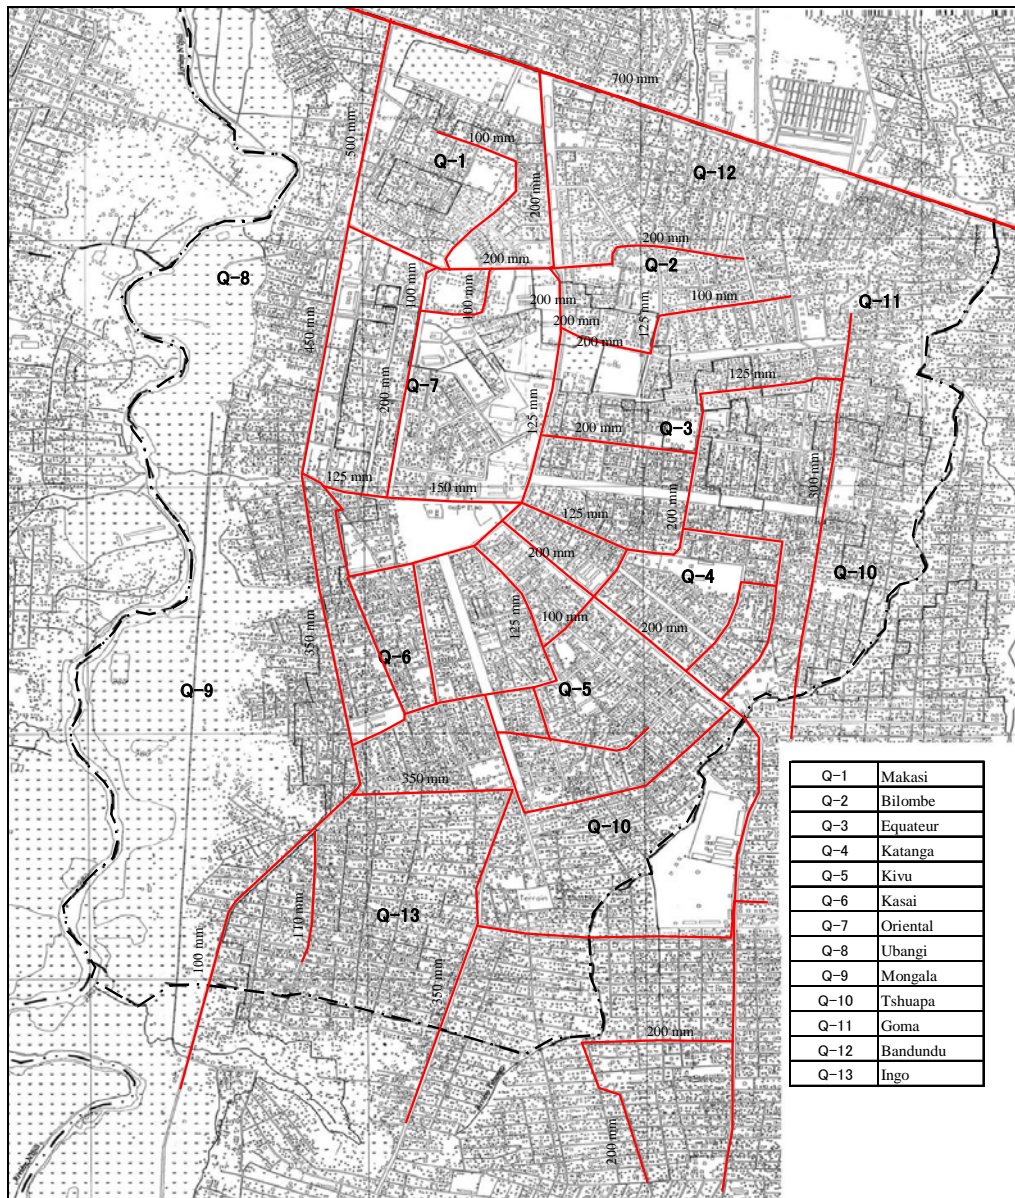 700 mm
500 mm
100 mm
Q-1
Q-12
200 mm
200 mm
200 mm
Q-2
Q-8
100 mm
100 mm
200 mm
100 mm
Q-11
200 mm
125 mm
200 mm
450 mm
Q-7
200 mm
125 mm
125 mm
200 mm
Q-3
125 mm
150 mm
300 mm
125 mm
200 mm
200 mm
Q-4
Q-10
350 mm
125 mm
100 mm
200 mm
Q-6
Q-9
Q-5
350 mm
Q-10
Terrain
Q-13
110 mm
100 mm
350 mm
200 mm
200 mm
Q-1 Makasi
Q-2 Bilombe
Q-3 Equateur
Q-4 Katanga
Q-5 Kivu
Q-6 Kasai
Q-7 Oriental
Q-8 Ubangi
Q-9 Mongala
Q-10 Tshuapa
Q-11 Goma
Q-12 Bandundu
Q-13 Ingo